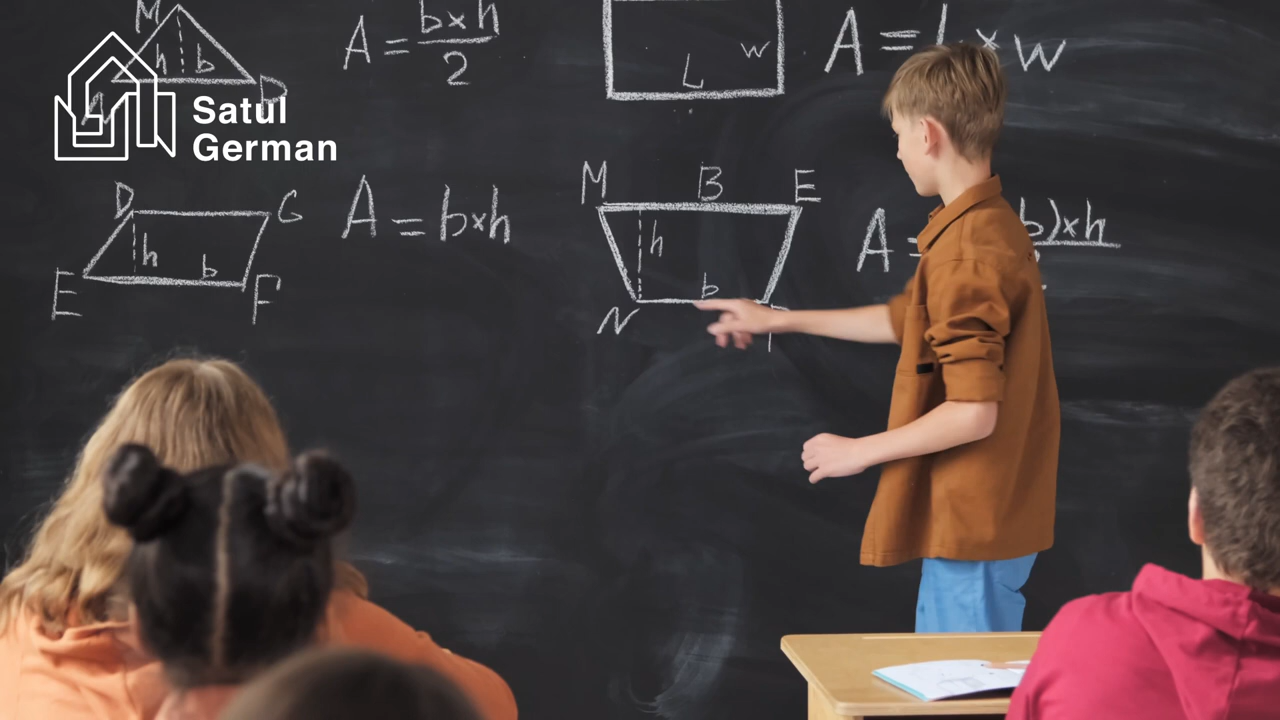 M
h b
A D
A = b×h
2
w
L
A = L × w
Satul
German
D G
h
b
E F
A = b×h
M B E
h
b
N
A = b)×h